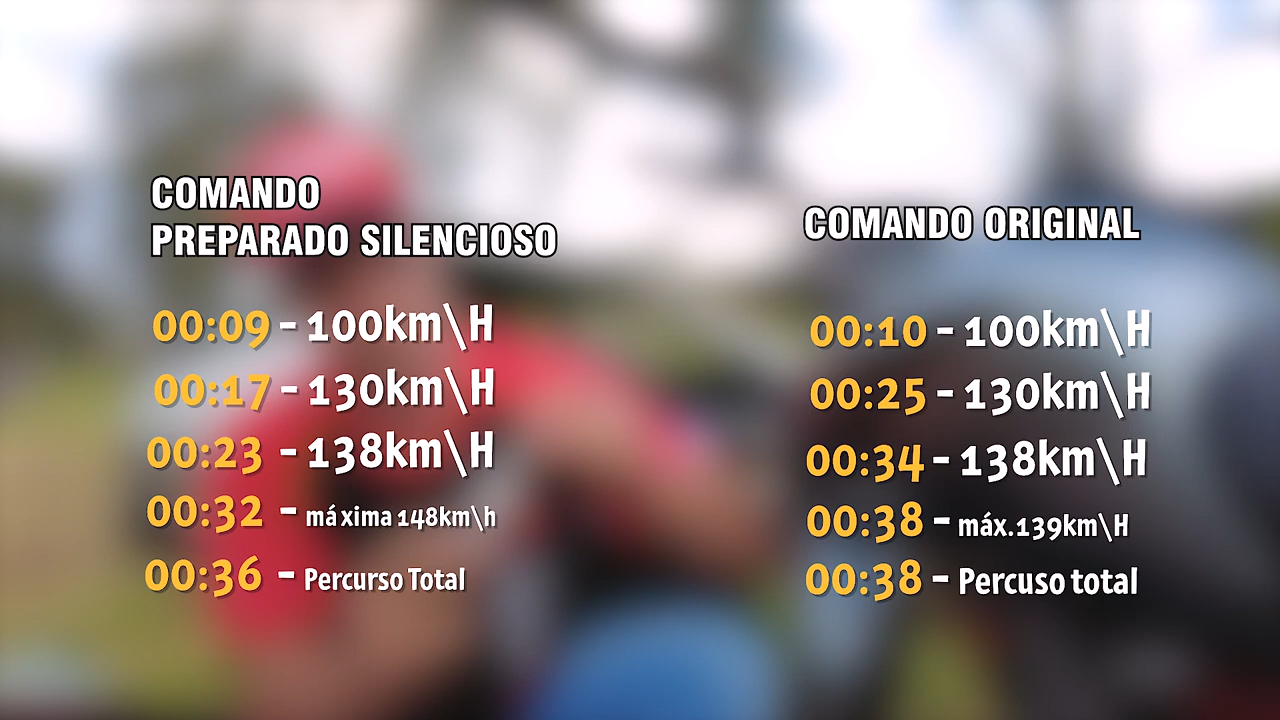 COMANDO
PREPARADO SILENCIOSO
00:09 - 100km\H
00:17 - 130km\H
00:23 - 138km\H
00:32 - máxima 148km\h
00:36 - Percurso Total
COMANDO ORIGINAL
00:10 - 100km\H
00:25 - 130km\H
00:34 - 138km\H
00:38 - máx.139km\H
00:38 - Percuso total